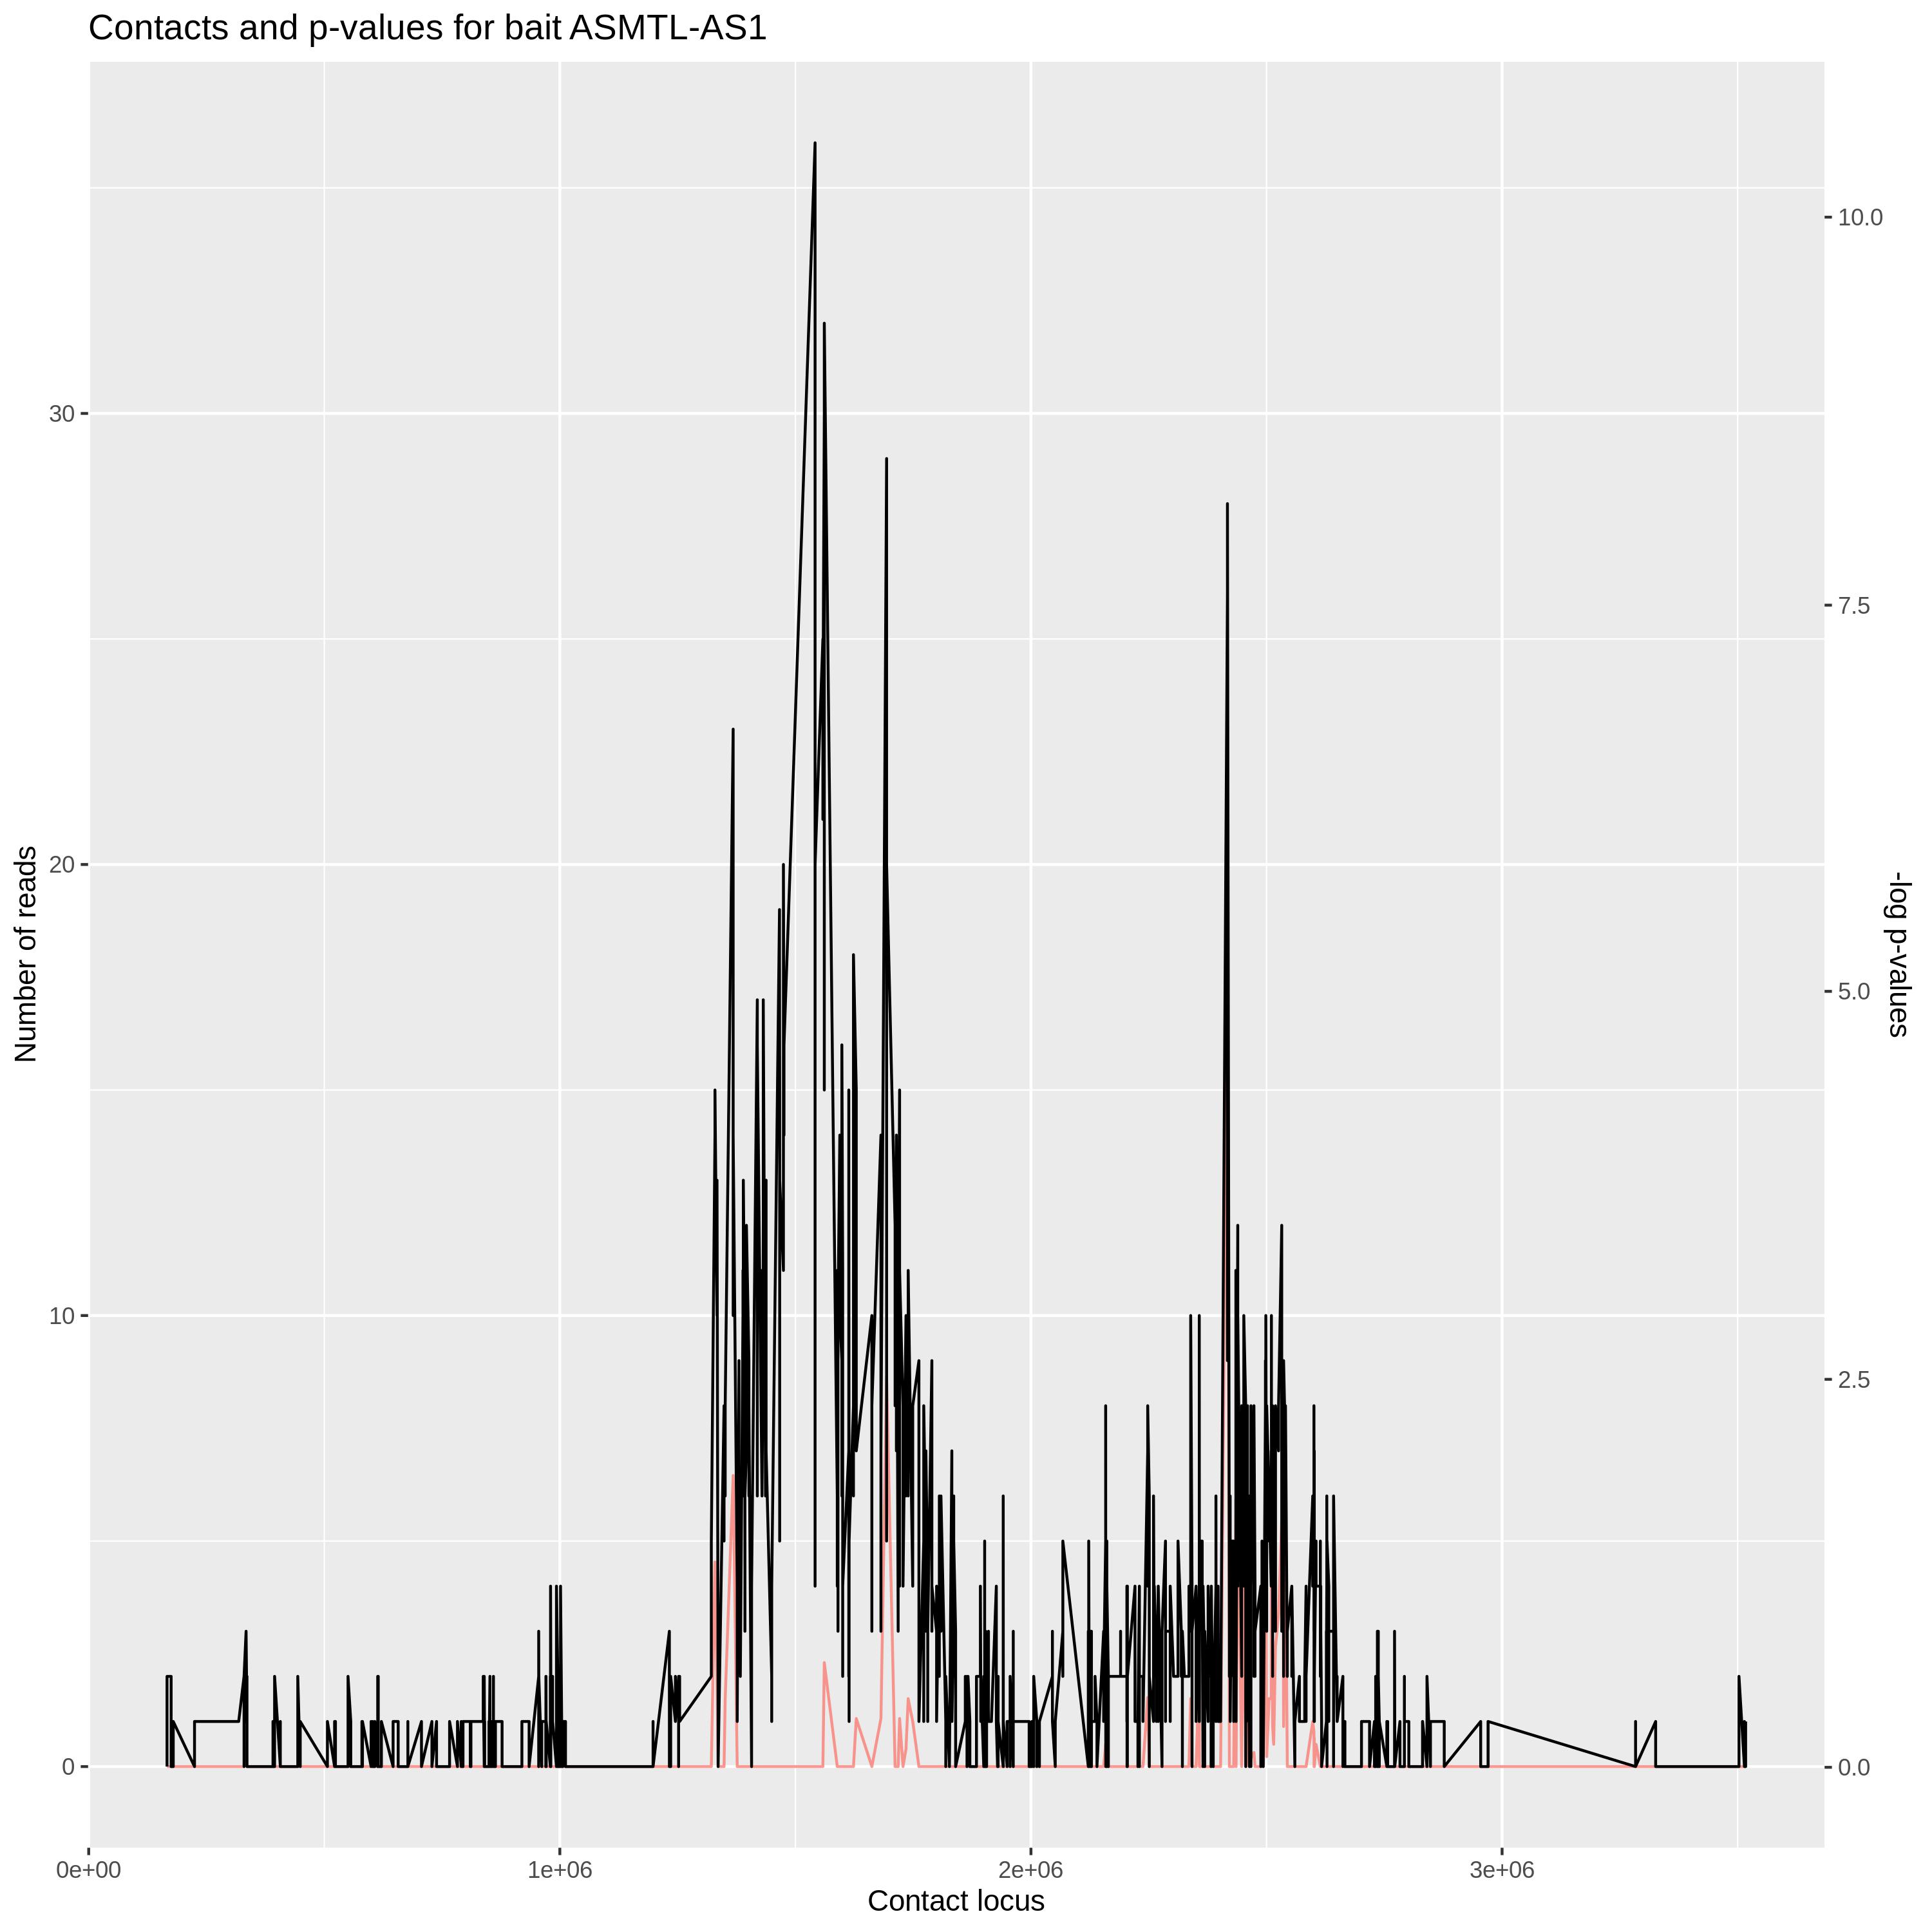 Contacts and p-values for bait ASMTL-AS1
30
20
10
0
Number of reads
10.0
7.5
5.0
2.5
0.0
-log p-values
0e+00 1e+06 2e+06 3e+06
Contact locus